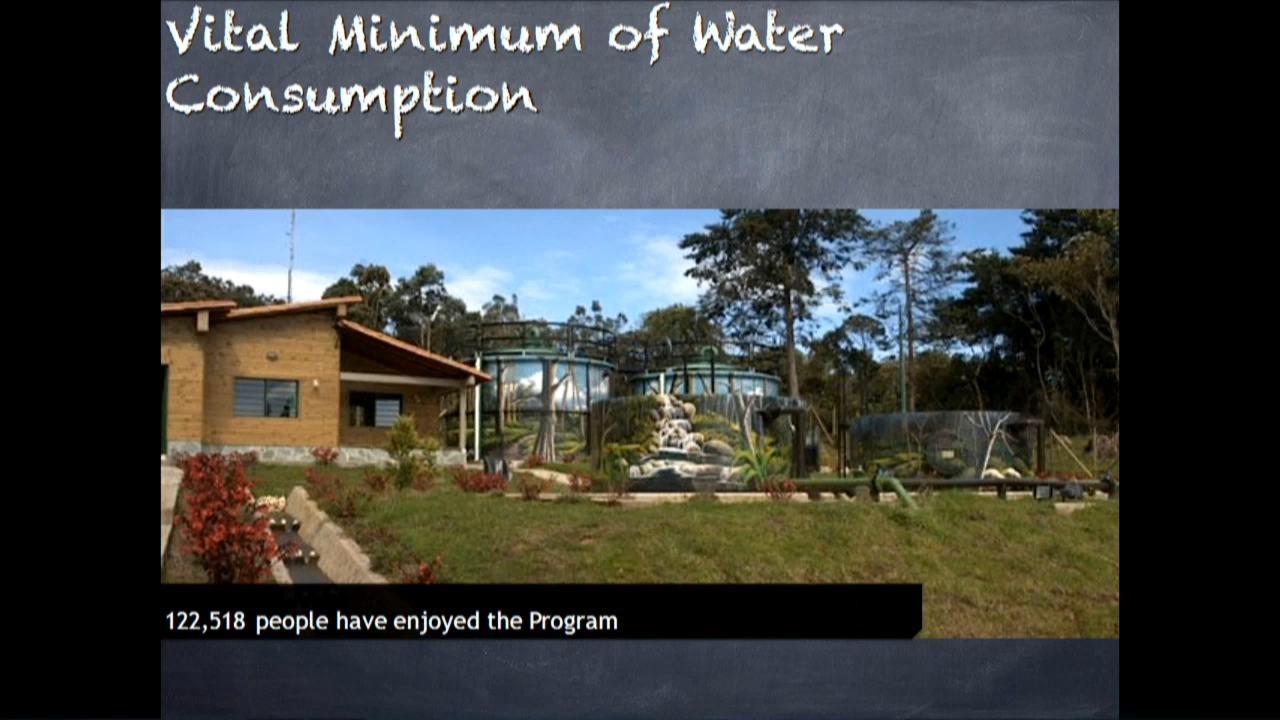 Vital Minimum of Water
Consumption
122,518 people have enjoyed the Program